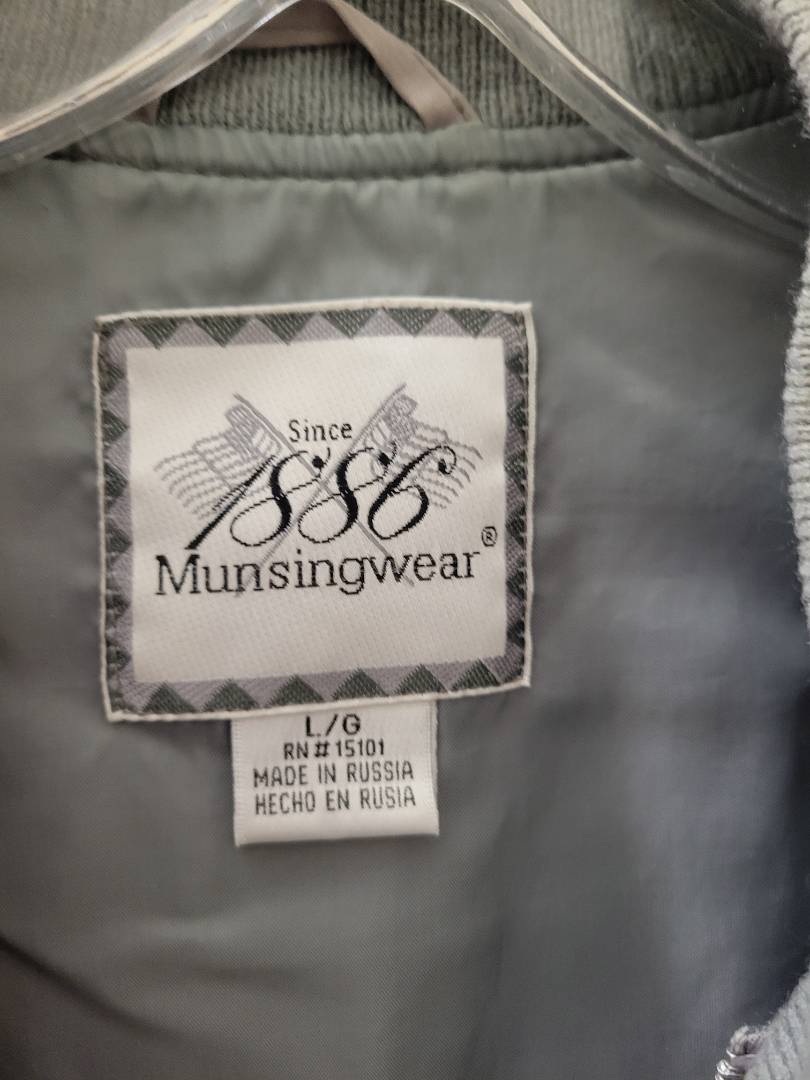 Since
1886
Munsingwear®
L/G
RN # 15101
MADE IN RUSSIA
HECHO EN RUSIA